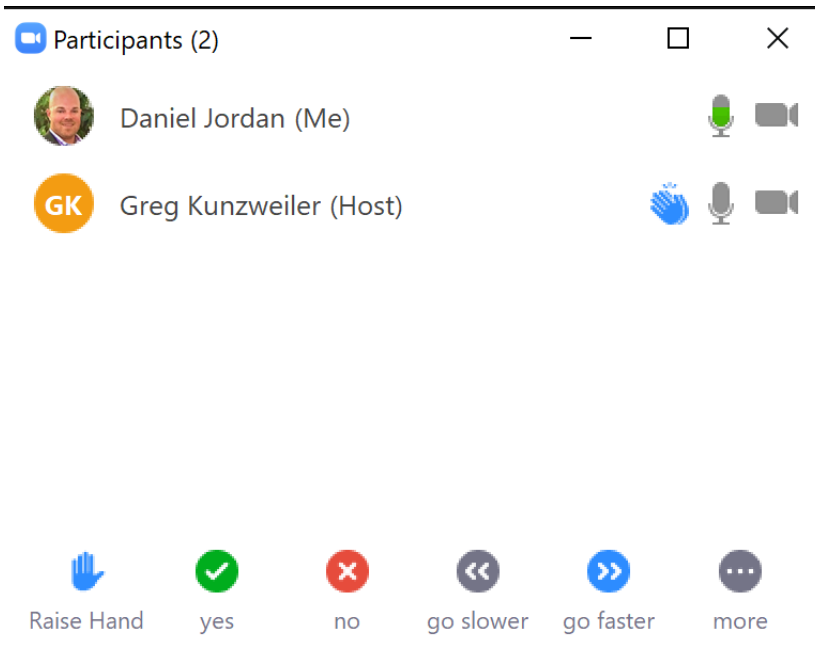 Participants (2)
Daniel Jordan (Me)
GK Greg Kunzweiler (Host)
Raise Hand yes no go slower go faster more